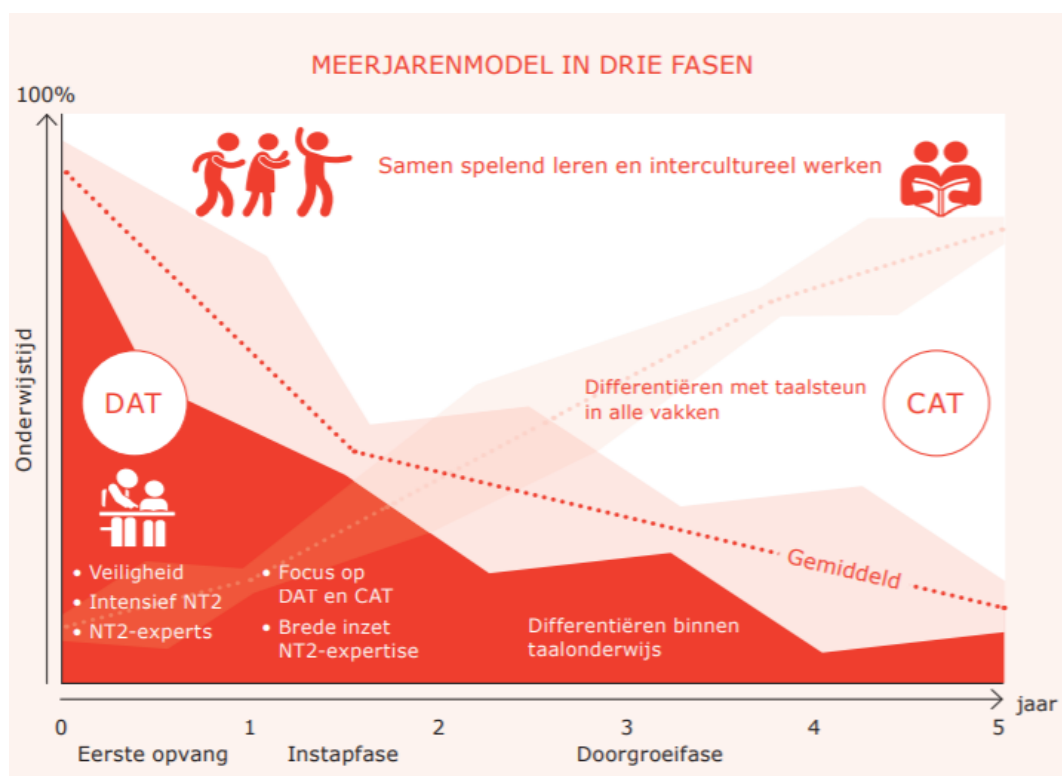 MEERJARENMODEL IN DRIE FASEN
100%
Samen spelend leren en intercultureel werken
Onderwijstijd
DAT
Differentiëren met taalsteun
in alle vakken
CAT
• Veiligheid
• Intensief NT2
• NT2-experts
• Focus op
DAT en CAT
• Brede inzet
NT2-expertise
Differentiëren binnen
taalonderwijs
Gemiddeld
jaar
0 1 2 3 4 5
Eerste opvang Instapfase Doorgroeifase